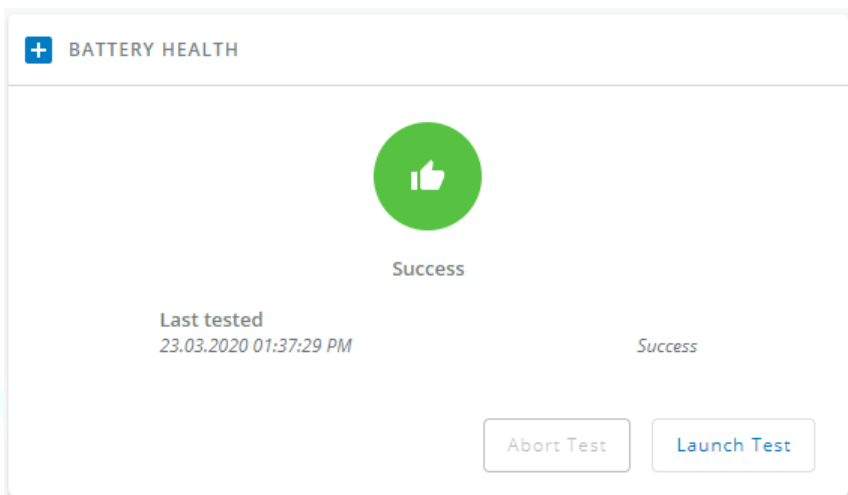 BATTERY HEALTH
Success
Last tested
23.03.2020 01:37:29 PM Success
Abort Test Launch Test